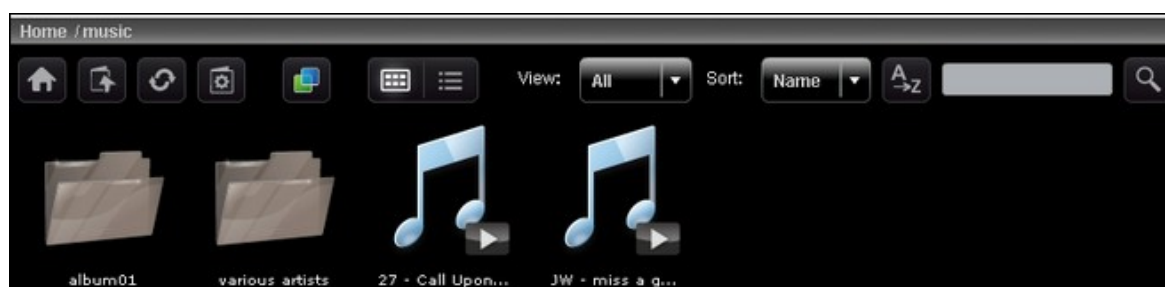 Home / music
View: All Sort: Name A→Z
album01 various artists 27 - Call Upon... JW - miss a g...